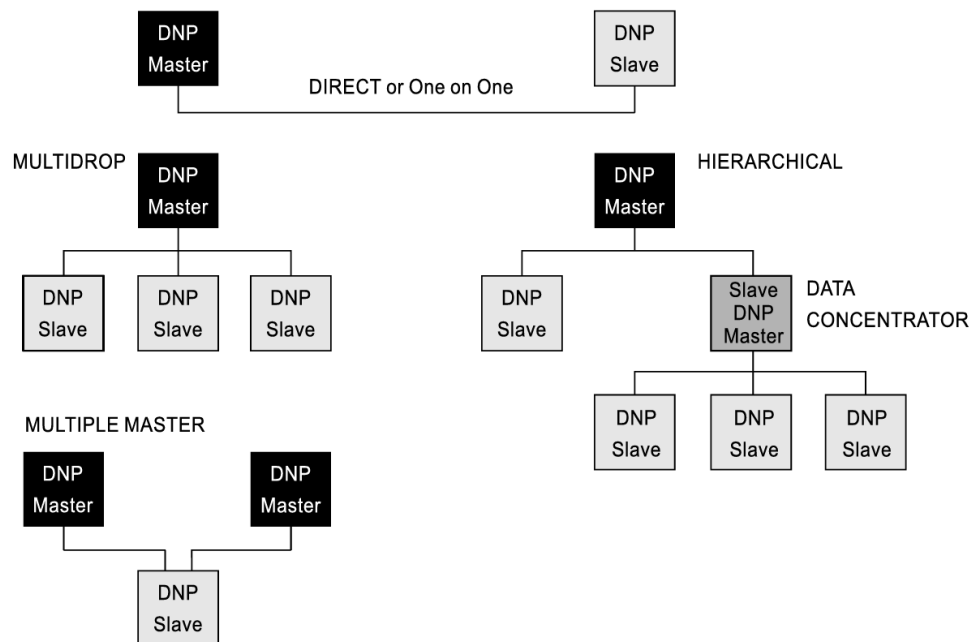 DNP
Master
DNP
Slave
DIRECT or One on One
MULTIDROP
DNP
Master
DNP
Slave
DNP
Slave
DNP
Slave
HIERARCHICAL
DNP
Master
DNP
Slave
Slave
DNP
Master
DATA
CONCENTRATOR
DNP
Slave
DNP
Slave
DNP
Slave
MULTIPLE MASTER
DNP
Master
DNP
Master
DNP
Slave